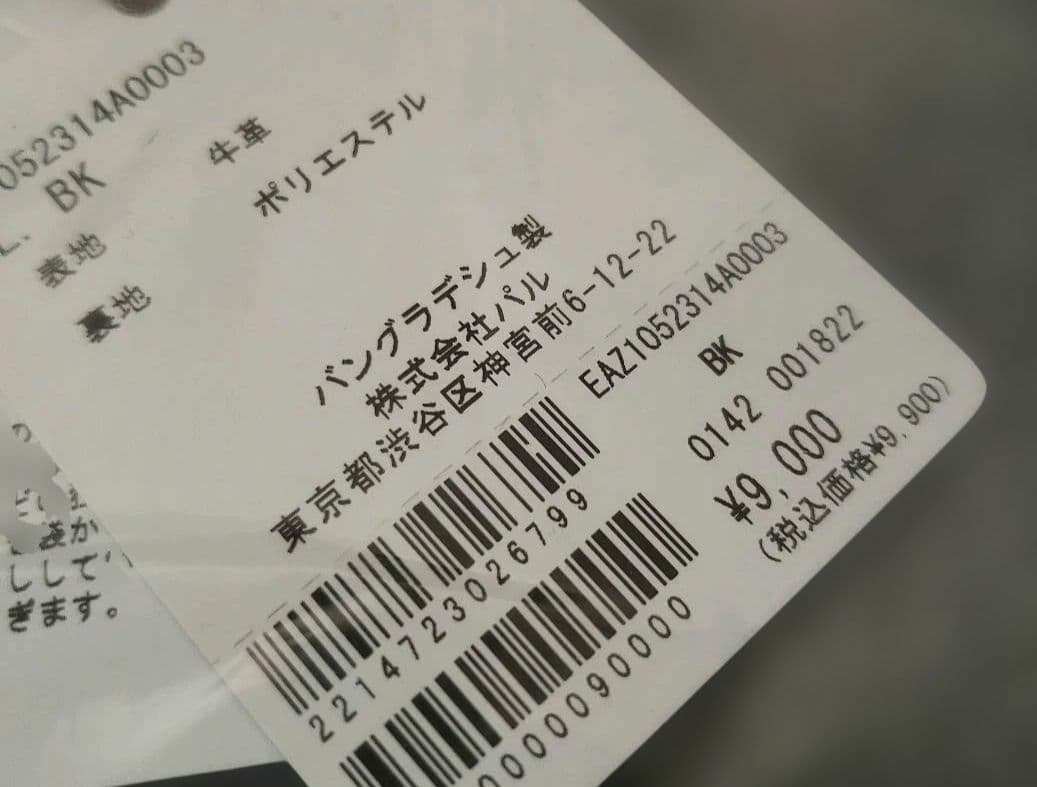 052314A0003
BK
表地 牛革
裏地 ポリエステル
バングラデシュ製
株式会社パル
東京都渋谷区神宮前6-12-22
EAZ1052314A0003
BK
0142 001822
¥9,000
(税込価格¥9,900)
2214723026799
0000090000
か
して、
ぎます。